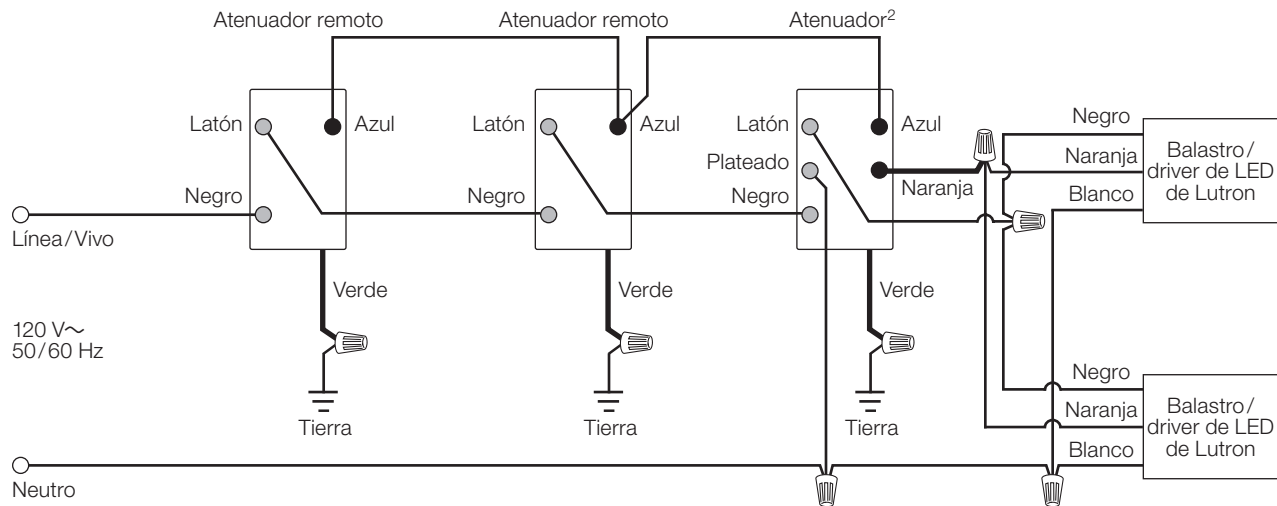 Atenuador remoto
Atenuador remoto
Atenuador²
Latón
Azul
Latón
Azul
Latón
Azul
Negro
Plateado
Naranja
Naranja
Balastro/
driver de LED
de Lutron
Negro
Negro
Negro
Blanco
Línea/Vivo
Verde
Verde
Verde
120 V~
50/60 Hz
Tierra
Tierra
Tierra
Negro
Naranja
Blanco
Balastro/
driver de LED
de Lutron
Neutro